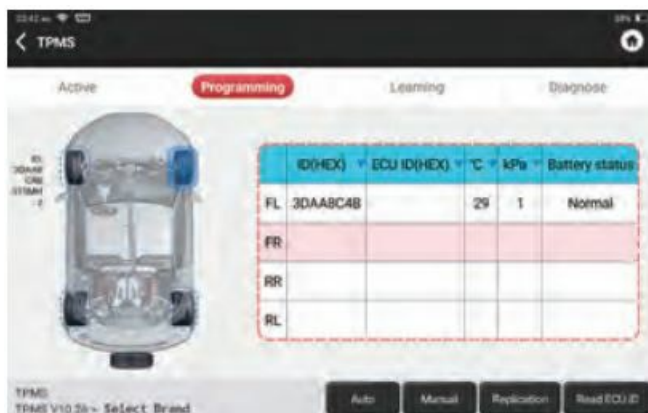 TPMS
Active
Programming
Learning
Diagnose
ID(HEX) ECU ID(HEX) ℃ kPa Battery status
FL 3DAA8C4B 29 1 Normal
FR
RR
RL
TPMS
Auto
Manual
Replication
Read ECU ID
TPMS V10.26 > Select Brand